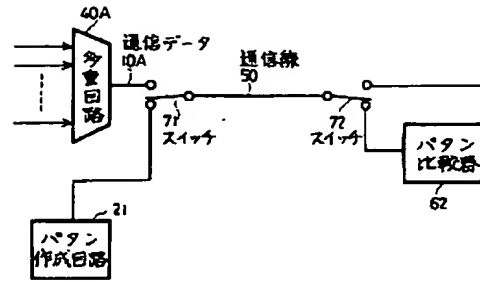 40A
多重回路
通信データ
10A
通信線
50
71
スイッチ
72
スイッチ
パタン
比較路
62
21
パタン
作成回路